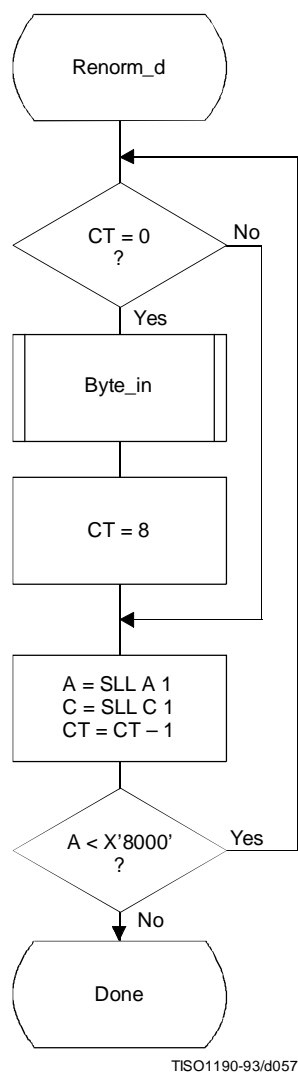 Renorm_d
CT = 0
?
No
Yes
Byte_in
CT = 8
A = SLL A 1
C = SLL C 1
CT = CT – 1
A < X'8000'
?
Yes
No
Done
TISO1190-93/d057